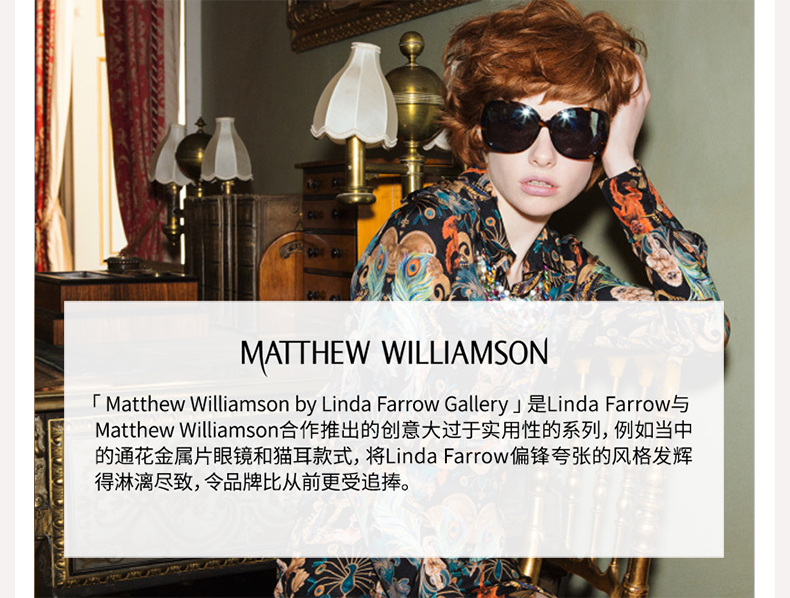 MATTHEW WILLIAMSON
「 Matthew Williamson by Linda Farrow Gallery 」是Linda Farrow与
Matthew Williamson合作推出的创意大过于实用性的系列, 例如当中
的通花金属片眼镜和猫耳款式, 将Linda Farrow偏锋夸张的风格发辉
得淋漓尽致, 令品牌比从前更受追捧。